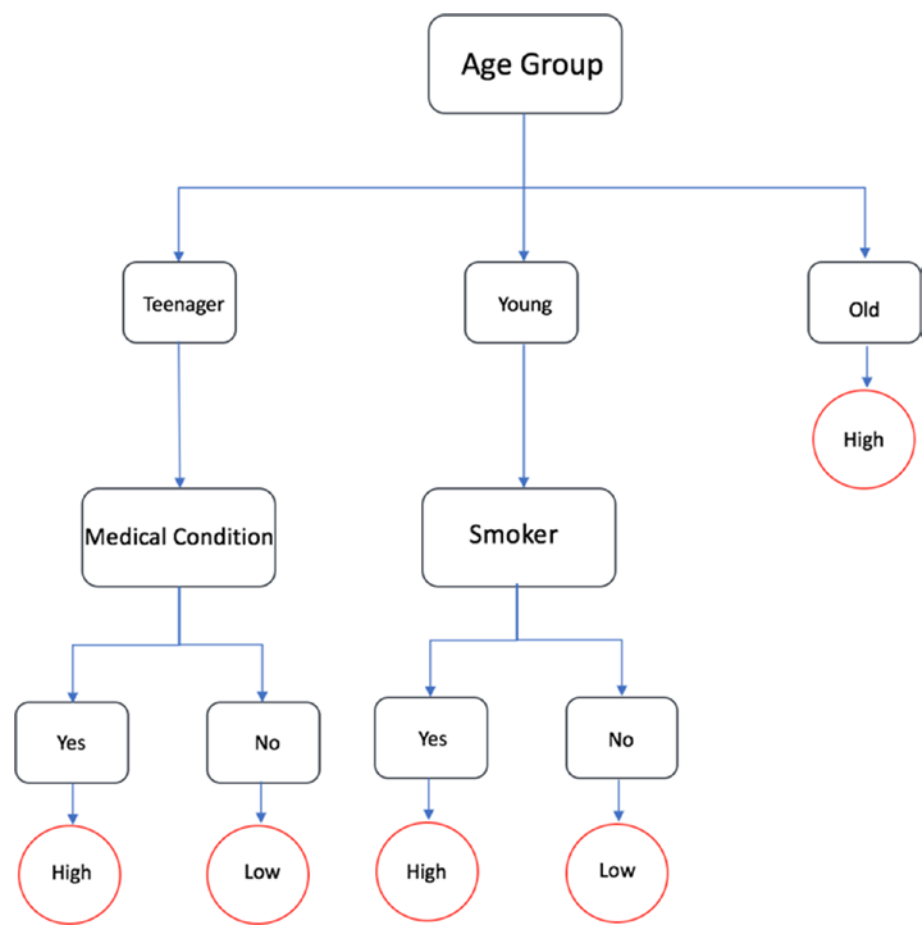 Age Group
Teenager
Young
Old
High
Medical Condition
Smoker
Yes
No
Yes
No
High
Low
High
Low